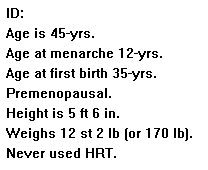 ID:
Age is 45-yrs.
Age at menarche 12-yrs.
Age at first birth 35-yrs.
Premenopausal.
Height is 5 ft 6 in.
Weighs 12 st 2 lb (or 170 lb).
Never used HRT.